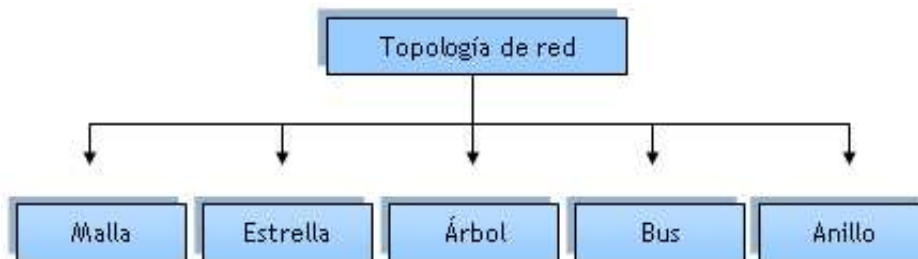 Topología de red
Malla
Estrella
Árbol
Bus
Anillo